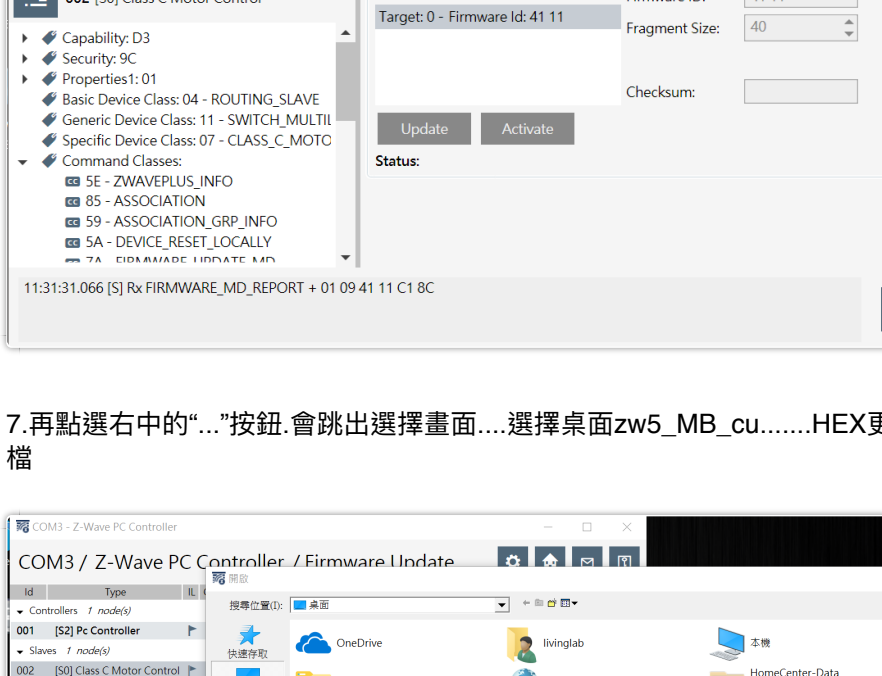 002 [S0] Class C Motor Control
Capability: D3
Security: 9C
Properties1: 01
Basic Device Class: 04 - ROUTING_SLAVE
Generic Device Class: 11 - SWITCH_MULTIL
Specific Device Class: 07 - CLASS_C_MOTO
Command Classes:
5E - ZWAVEPLUS_INFO
85 - ASSOCIATION
59 - ASSOCIATION_GRP_INFO
5A - DEVICE_RESET_LOCALLY
7A - FIRMWARE_UPDATE_MD
Target: 0 - Firmware Id: 41 11
Fragment Size:
40
Checksum:
Update
Activate
Status:
11:31:31.066 [S] Rx FIRMWARE_MD_REPORT + 01 09 41 11 C1 8C
7.再點選右中的“...”按鈕.會跳出選擇畫面....選擇桌面zw5_MB_cu.......HEX更
檔
COM3 - Z-Wave PC Controller
COM3 / Z-Wave PC Controller / Firmware Update
Id
Type
IL
Controllers 1 node(s)
001 [S2] Pc Controller
Slaves 1 node(s)
002 [S0] Class C Motor Control
開啟
搜尋位置(I):
桌面
快速存取
OneDrive
livinglab
本機
HomeCenter-Data